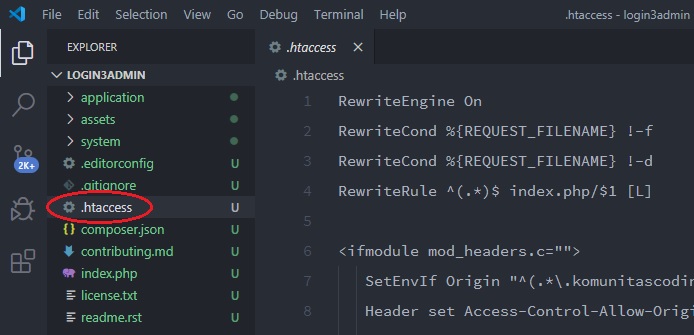 File Edit Selection View Go Run Terminal Help .htaccess - login3admin
EXPLORER
LOGIN3ADMIN
application
assets
system
.editorconfig U
.gitignore U
.htaccess U
composer.json U
contributing.md U
index.php U
license.txt U
readme.rst U
2K+
.htaccess
.htaccess
1 RewriteEngine On
2 RewriteCond %{REQUEST_FILENAME} !-f
3 RewriteCond %{REQUEST_FILENAME} !-d
4 RewriteRule ^(.*)$ index.php/$1 [L]
5
6 <ifmodule mod_headers.c="">
7 SetEnvIf Origin "^(.*\.komunitascodin
8 Header set Access-Control-Allow-Origi